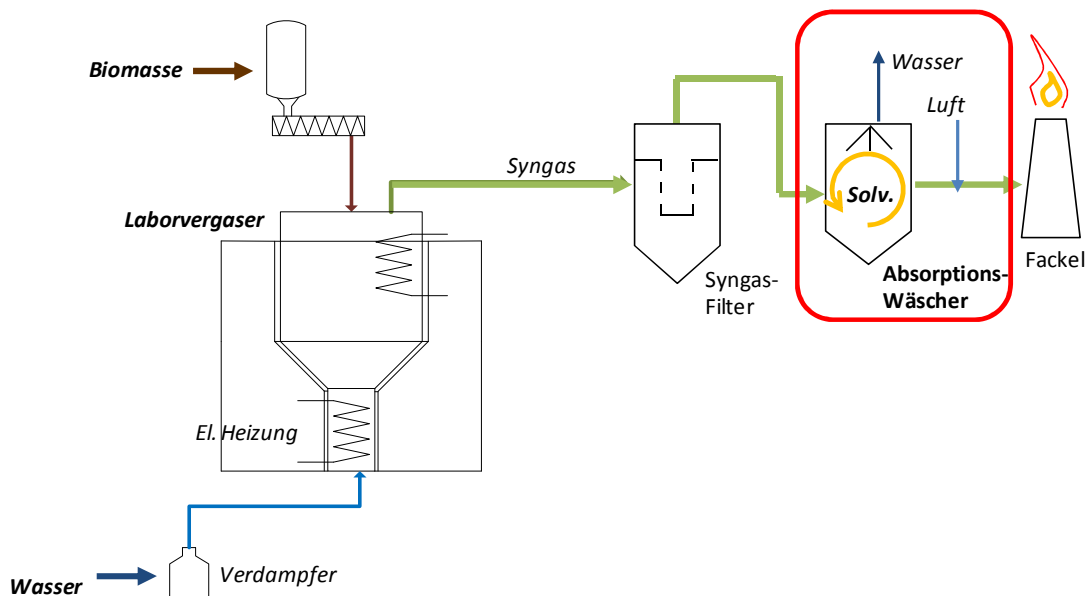 Biomasse
Wasser
Luft
Syngas
Solv.
Laborvergaser
Syngas-
Filter
Absorptions-
Wäscher
Fackel
El. Heizung
Verdampfer
Wasser